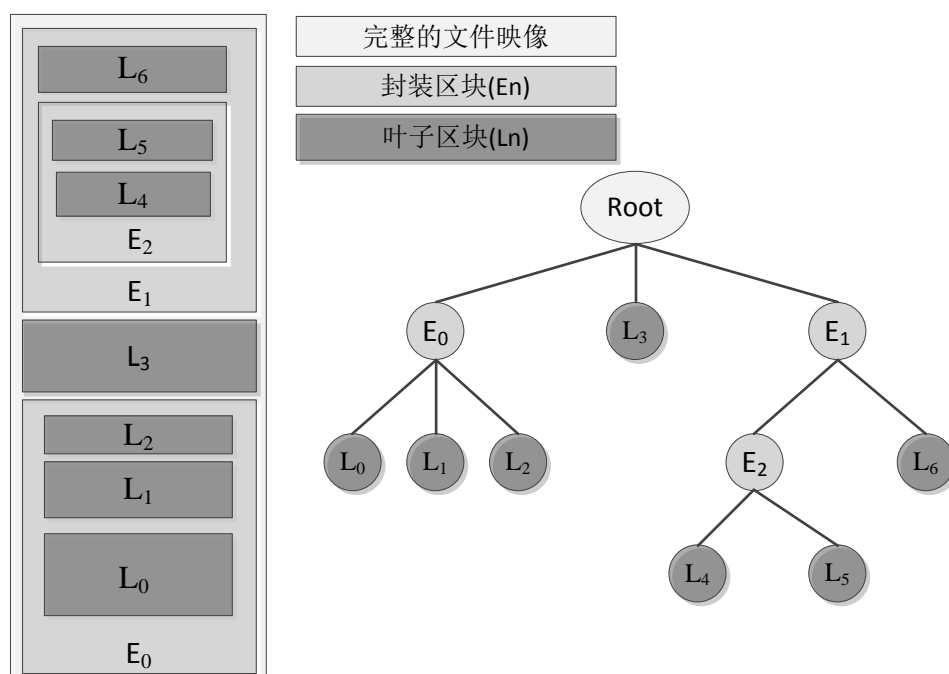 L₆
L₅
L₄
E₂
E₁
L₃
L₂
L₁
L₀
E₀
完整的文件映像
封装区块(En)
叶子区块(Ln)
Root
E₀
L₃
E₁
L₀
L₁
L₂
E₂
L₆
L₄
L₅